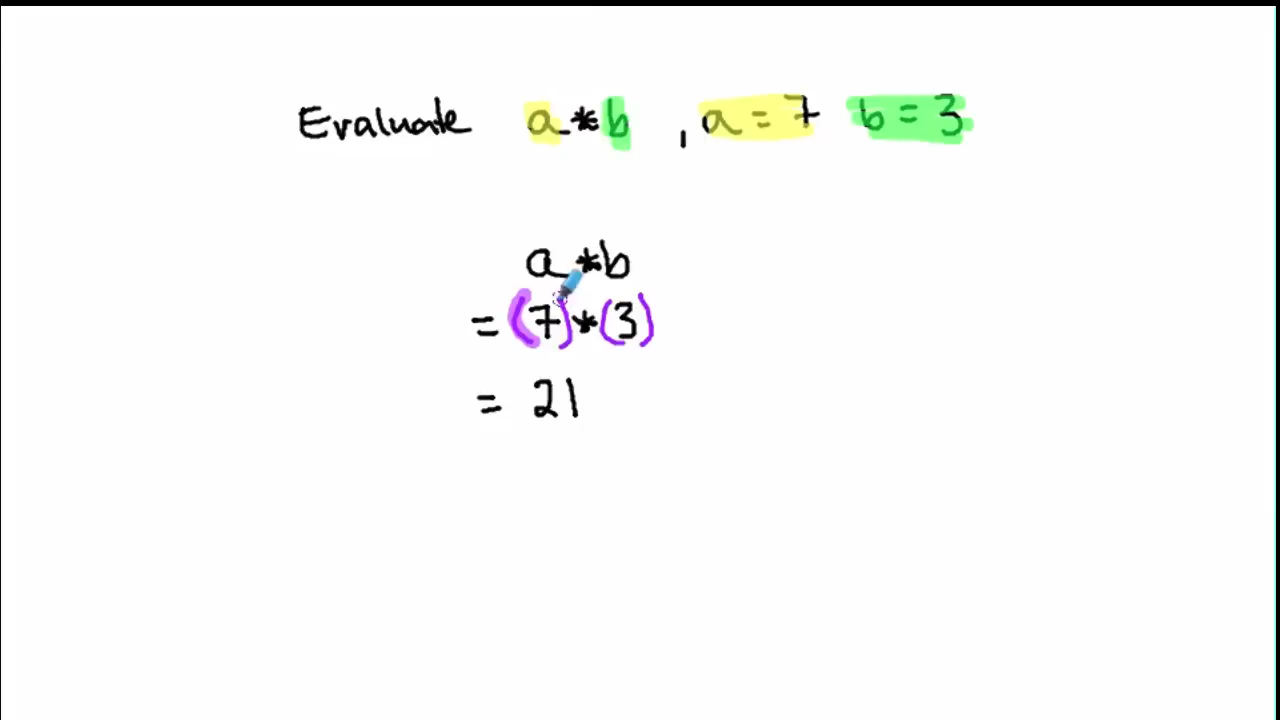 Evaluate a * b , a = 7 b = 3
a * b
= (7) * (3)
= 21